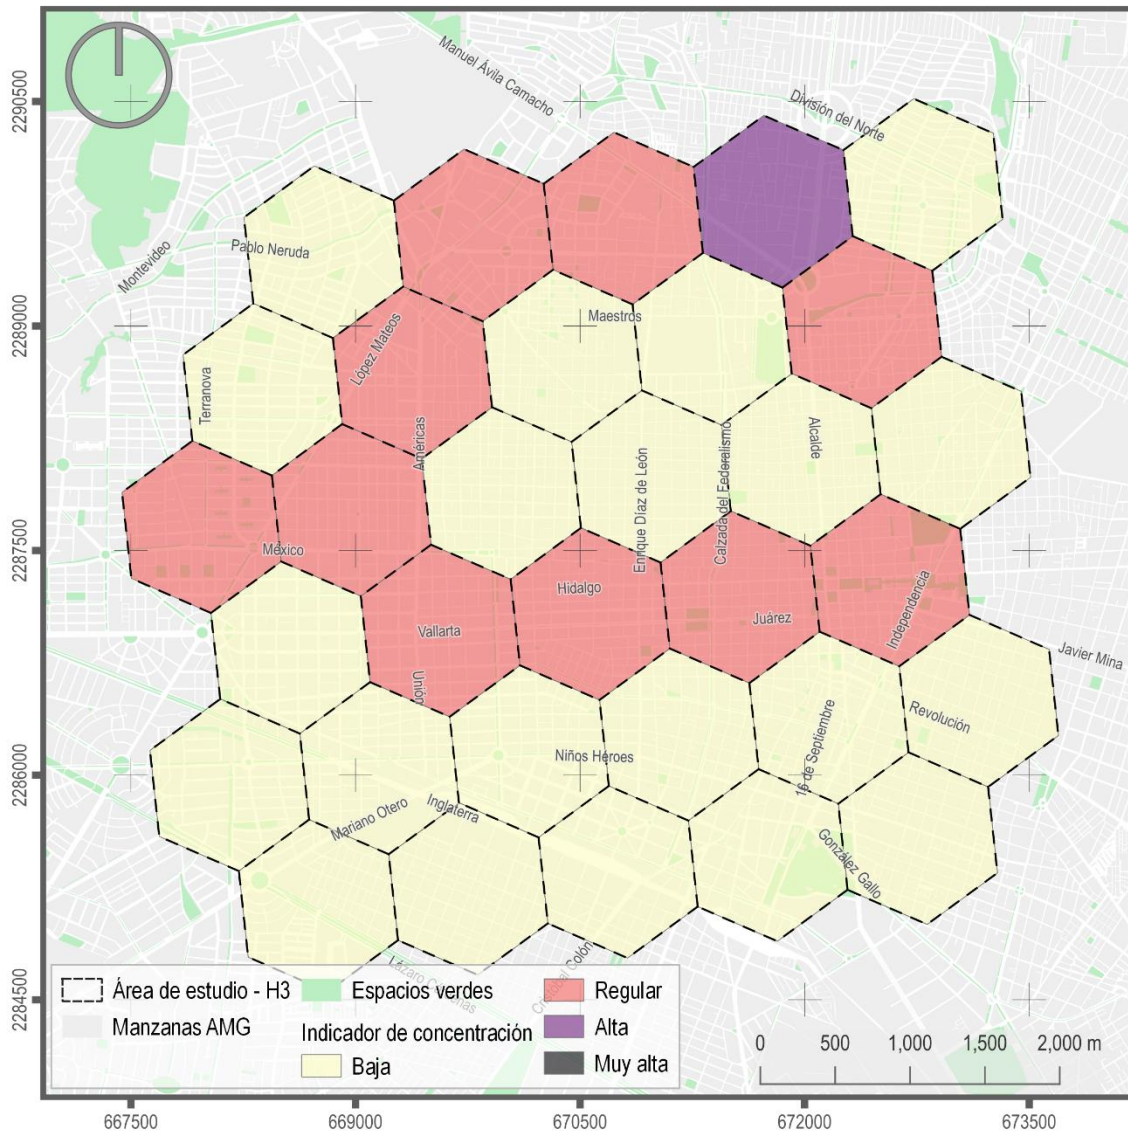 Manuel Ávila Camacho
División del Norte
2290500
Pablo Neruda
Montevideo
2289000
Maestros
López Mateos
Terranova
Américas
Alcalde
Enrique Díaz de León
Calzada del Federalismo
2287500
México
Hidalgo
Vallarta
Juárez
Independencia
Javier Mina
Unión
Revolución
16 de Septiembre
Niños Héroes
2286000
Inglaterra
Mariano Otero
González Gallo
Lázaro Cárdenas
Cristobal Colón
2284500
Área de estudio - H3
Manzanas AMG
Espacios verdes
Indicador de concentración
Baja
Regular
Alta
Muy alta
0 500 1,000 1,500 2,000 m
667500 669000 670500 672000 673500